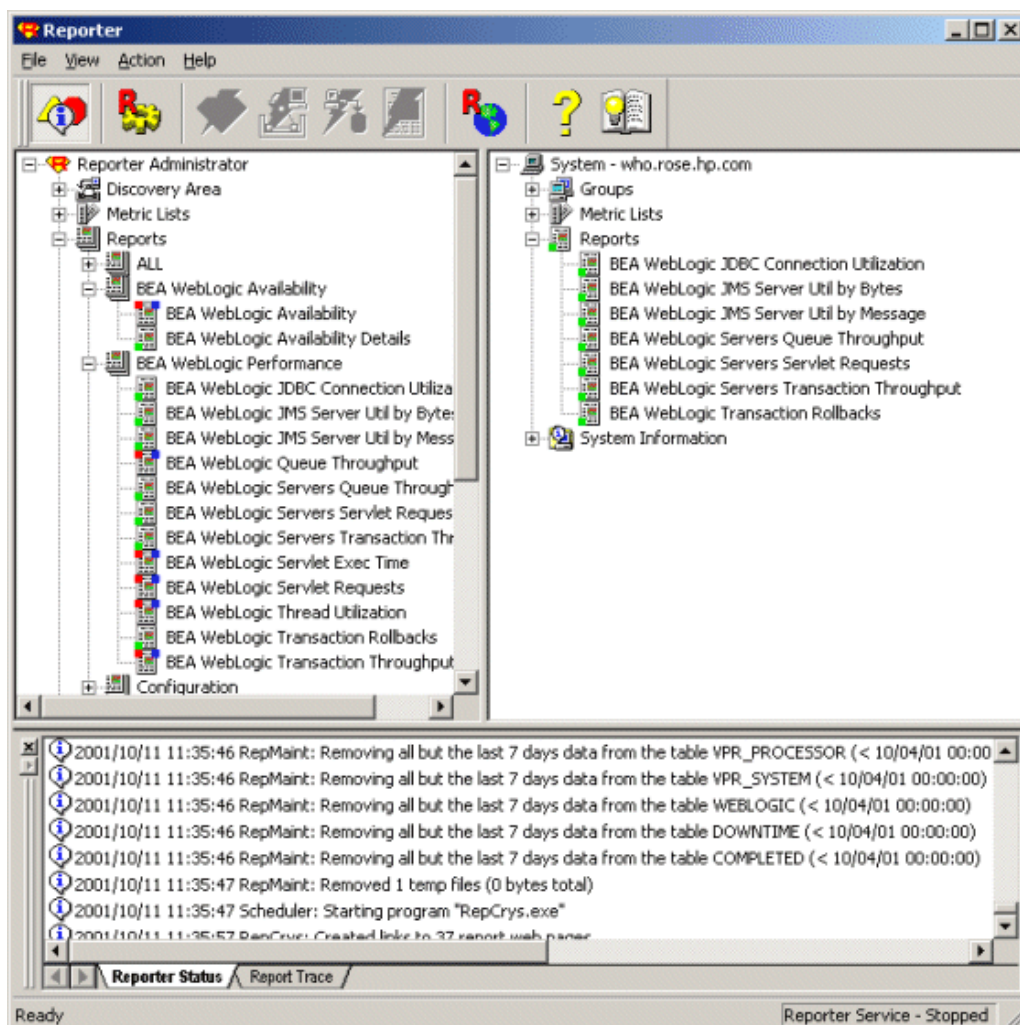 Reporter
File View Action Help
Reporter Administrator
Discovery Area
Metric Lists
Reports
ALL
BEA WebLogic Availability
BEA WebLogic Availability
BEA WebLogic Availability Details
BEA WebLogic Performance
BEA WebLogic JDBC Connection Utiliza
BEA WebLogic JMS Server Util by Byte
BEA WebLogic JMS Server Util by Mess
BEA WebLogic Queue Throughput
BEA WebLogic Servers Queue Through
BEA WebLogic Servers Servlet Reques
BEA WebLogic Servers Transaction Thr
BEA WebLogic Servlet Exec Time
BEA WebLogic Servlet Requests
BEA WebLogic Thread Utilization
BEA WebLogic Transaction Rollbacks
BEA WebLogic Transaction Throughput
Configuration
System - who.rose.hp.com
Groups
Metric Lists
Reports
BEA WebLogic JDBC Connection Utilization
BEA WebLogic JMS Server Util by Bytes
BEA WebLogic JMS Server Util by Message
BEA WebLogic Servers Queue Throughput
BEA WebLogic Servers Servlet Requests
BEA WebLogic Servers Transaction Throughput
BEA WebLogic Transaction Rollbacks
System Information
2001/10/11 11:35:46 RepMaint: Removing all but the last 7 days data from the table VPR_PROCESSOR (< 10/04/01 00:00
2001/10/11 11:35:46 RepMaint: Removing all but the last 7 days data from the table VPR_SYSTEM (< 10/04/01 00:00:00)
2001/10/11 11:35:46 RepMaint: Removing all but the last 7 days data from the table WEBLOGIC (< 10/04/01 00:00:00)
2001/10/11 11:35:46 RepMaint: Removing all but the last 7 days data from the table DOWNTIME (< 10/04/01 00:00:00)
2001/10/11 11:35:46 RepMaint: Removing all but the last 7 days data from the table COMPLETED (< 10/04/01 00:00:00)
2001/10/11 11:35:47 RepMaint: Removed 1 temp files (0 bytes total)
2001/10/11 11:35:47 Scheduler: Starting program "RepCrys.exe"
2001/10/11 11:35:57 RepCrys: Created links to 37 report web pages
Reporter Status Report Trace
Ready Reporter Service - Stopped